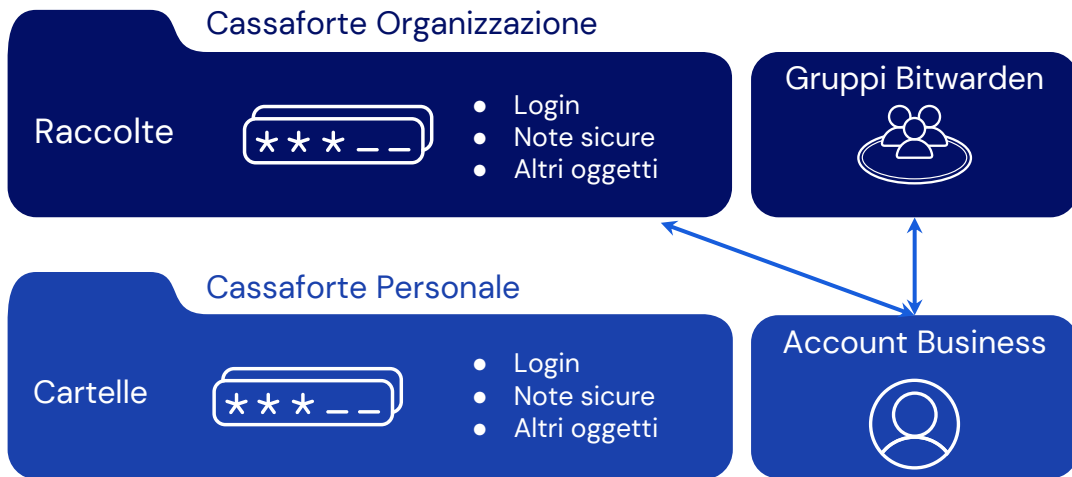 Cassaforte Organizzazione
Raccolte
* * * _ _
● Login
● Note sicure
● Altri oggetti
Gruppi Bitwarden
Cassaforte Personale
Cartelle
* * * _ _
● Login
● Note sicure
● Altri oggetti
Account Business